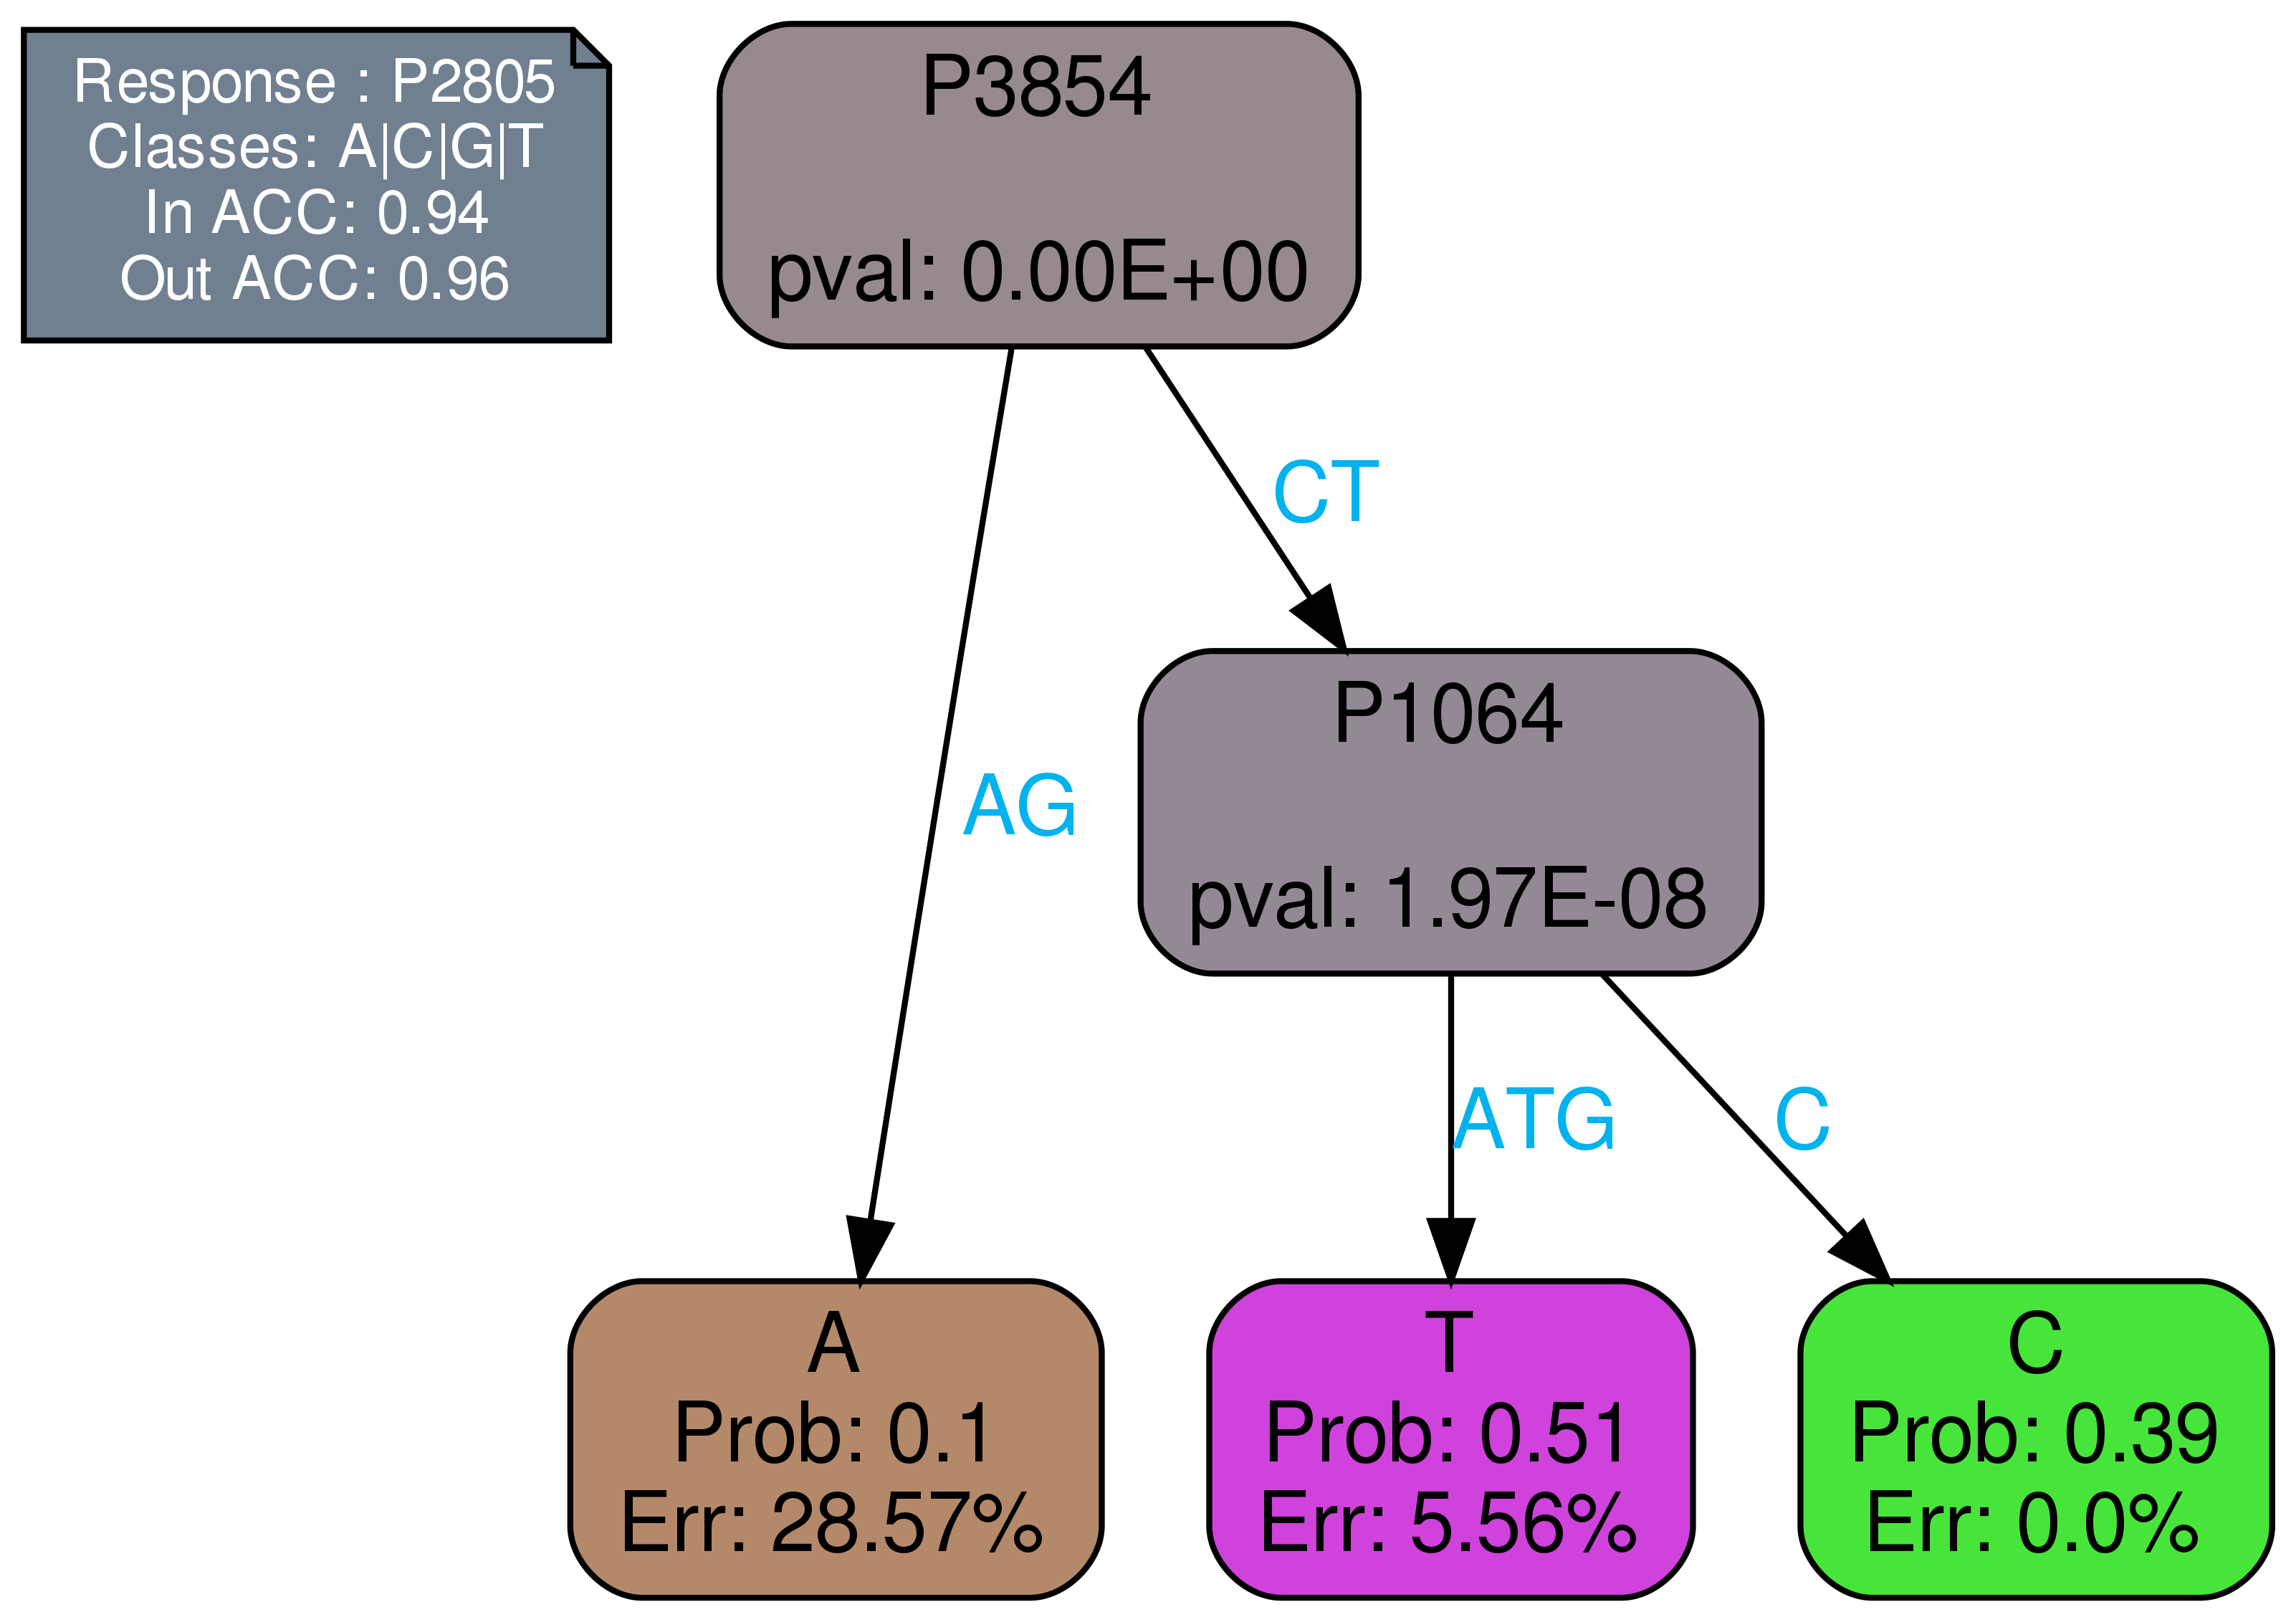 Response : P2805
Classes: A|C|G|T
In ACC: 0.94
Out ACC: 0.96
P3854
pval: 0.00E+00
CT
P1064
pval: 1.97E-08
AG
ATG
C
A
Prob: 0.1
Err: 28.57%
T
Prob: 0.51
Err: 5.56%
C
Prob: 0.39
Err: 0.0%